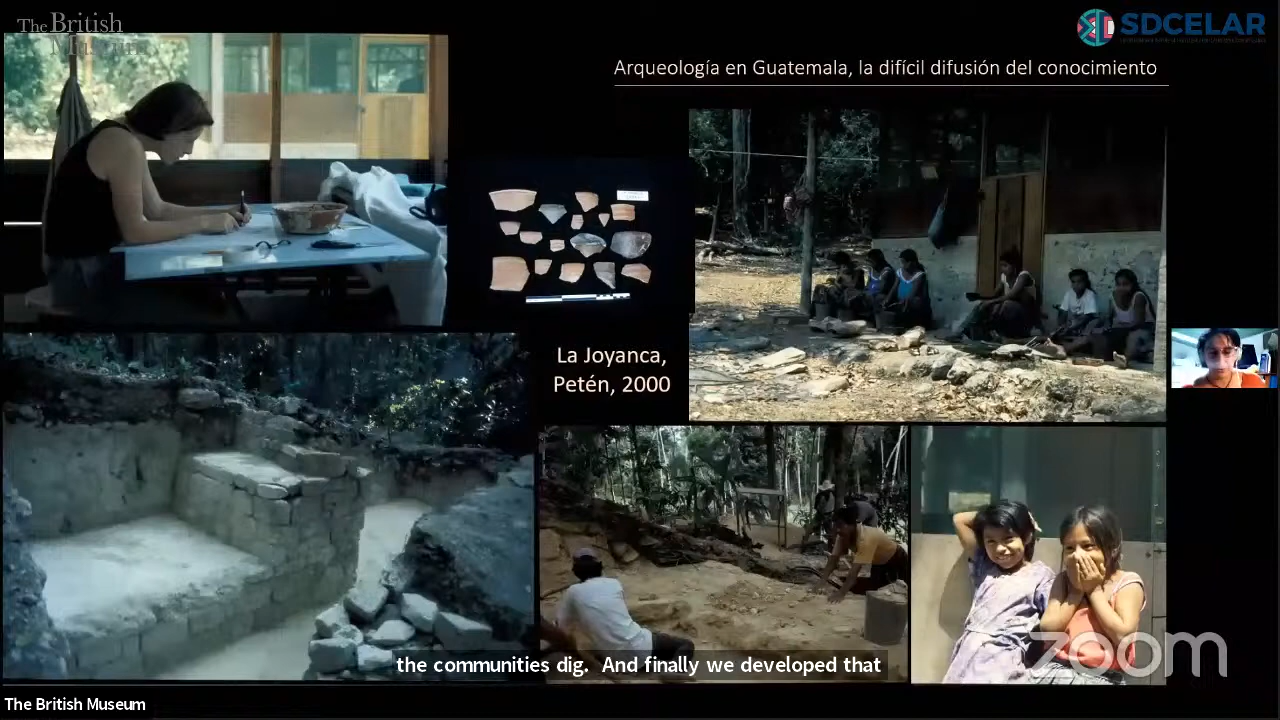 The British
Museum
SDCELAR
Arqueología en Guatemala, la difícil difusión del conocimiento
La Joyanca,
Petén, 2000
the communities dig. And finally we developed that
zoom
The British Museum